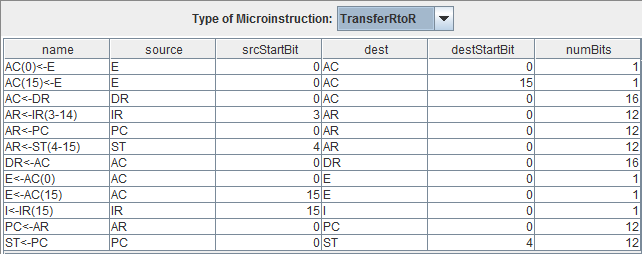 Type of Microinstruction: TransferRtoR
name source srcStartBit dest destStartBit numBits
AC(0)<-E E 0 AC 0 1
AC(15)<-E E 0 AC 15 1
AC<-DR DR 0 AC 0 16
AR<-IR(3-14) IR 3 AR 0 12
AR<-PC PC 0 AR 0 12
AR<-ST(4-15) ST 4 AR 0 12
DR<-AC AC 0 DR 0 16
E<-AC(0) AC 0 E 0 1
E<-AC(15) AC 15 E 0 1
I<-IR(15) IR 15 I 0 1
PC<-AR AR 0 PC 0 12
ST<-PC PC 0 ST 4 12